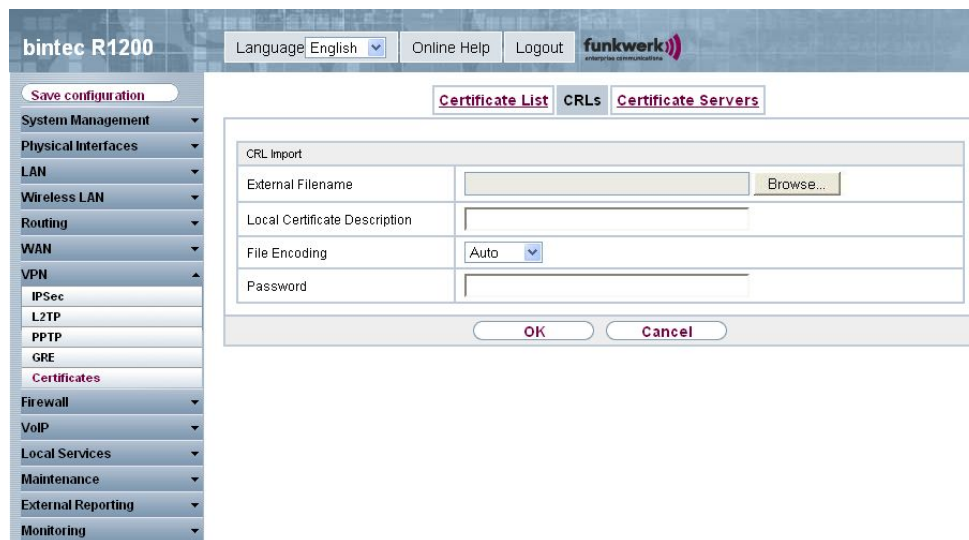 bintec R1200
Language English Online Help Logout funkwerk
enterprise communications
Save configuration
System Management
Physical Interfaces
LAN
Wireless LAN
Routing
WAN
VPN
IPSec
L2TP
PPTP
GRE
Certificates
Firewall
VoIP
Local Services
Maintenance
External Reporting
Monitoring
Certificate List CRLs Certificate Servers
CRL Import
External Filename Browse...
Local Certificate Description
File Encoding Auto
Password
OK Cancel